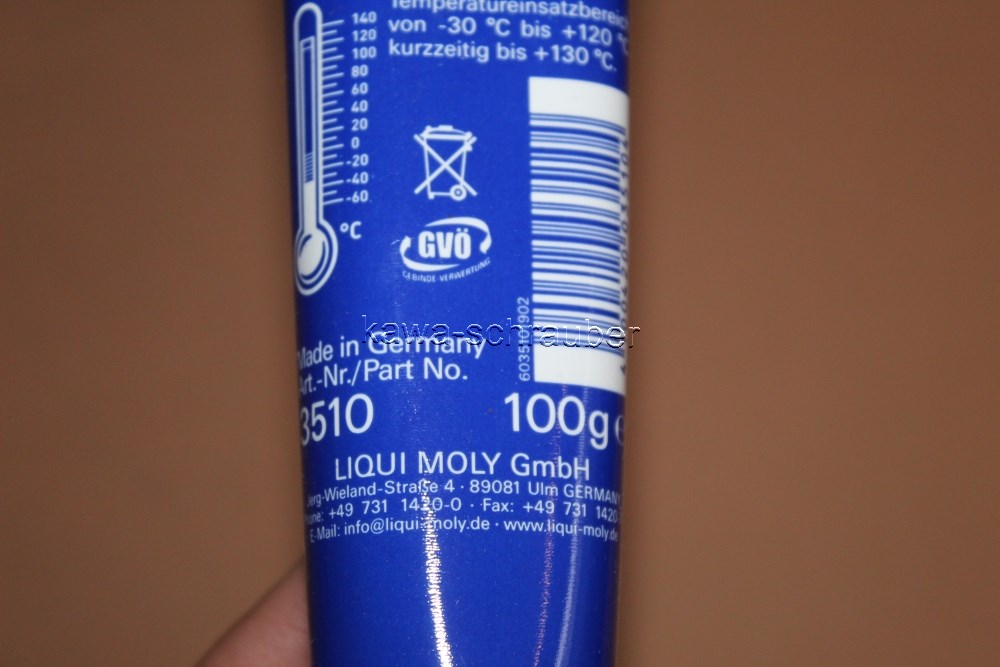 Temperatureinsatzbereich
von -30 °C bis +120 °C
kurzzeitig bis +130 °C.
140
120
100
80
60
40
20
0
-20
-40
-60
°C
GVÖ
GEBINDE-VERWERTUNG
6035101902
kawa-schrauber
Made in Germany
Art.-Nr./Part No.
3510
100g
LIQUI MOLY GmbH
Jerg-Wieland-Straße 4 · 89081 Ulm GERMANY
+49 731 1420-0 · Fax: +49 731 1420
E-Mail: info@liqui-moly.de · www.liqui-moly.de